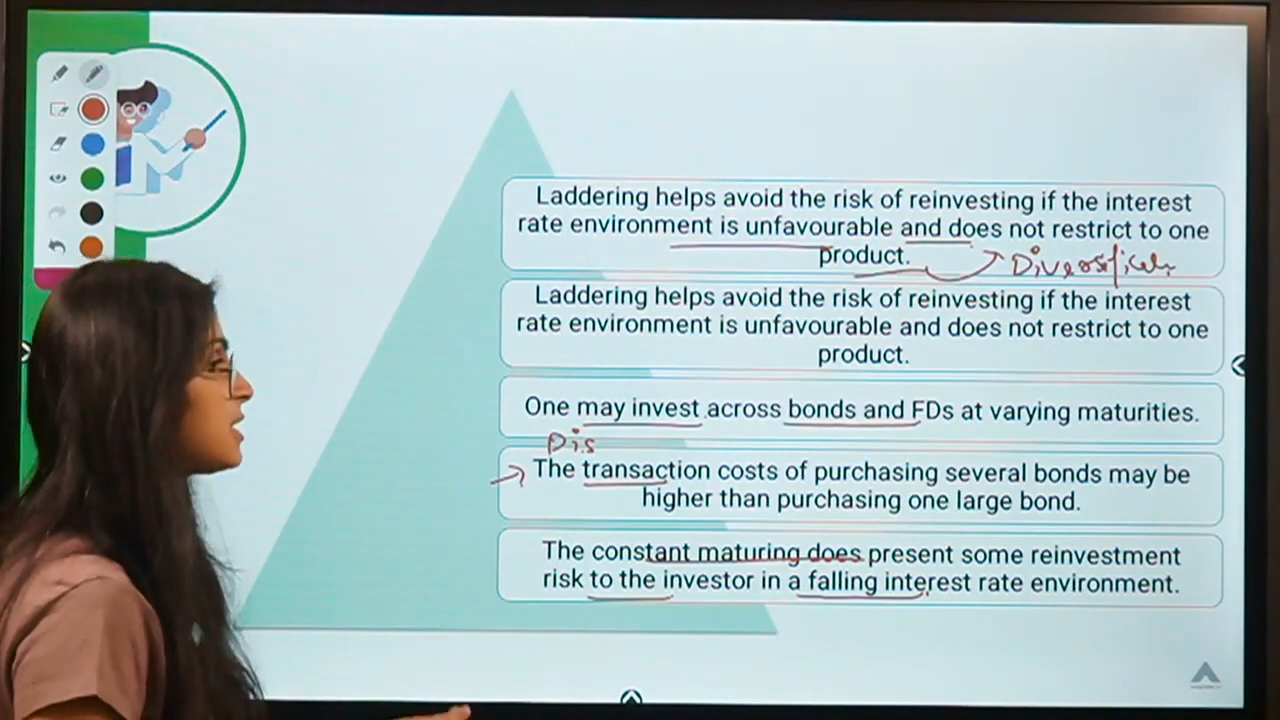 Laddering helps avoid the risk of reinvesting if the interest
rate environment is unfavourable and does not restrict to one
product.
Laddering helps avoid the risk of reinvesting if the interest
rate environment is unfavourable and does not restrict to one
product.
One may invest across bonds and FDs at varying maturities.
Dis
The transaction costs of purchasing several bonds may be
higher than purchasing one large bond.
The constant maturing does present some reinvestment
risk to the investor in a falling interest rate environment.